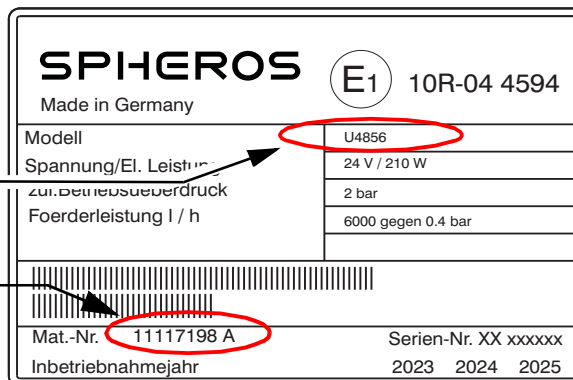 SPHEROS
E1 10R-04 4594
Made in Germany
Modell U4856
Spannung/El. Leistung 24 V / 210 W
zul.Betriebsueberdruck 2 bar
Foerderleistung l / h 6000 gegen 0.4 bar
Mat.-Nr. 11117198 A Serien-Nr. XX xxxxxx
Inbetriebnahmejahr 2023 2024 2025